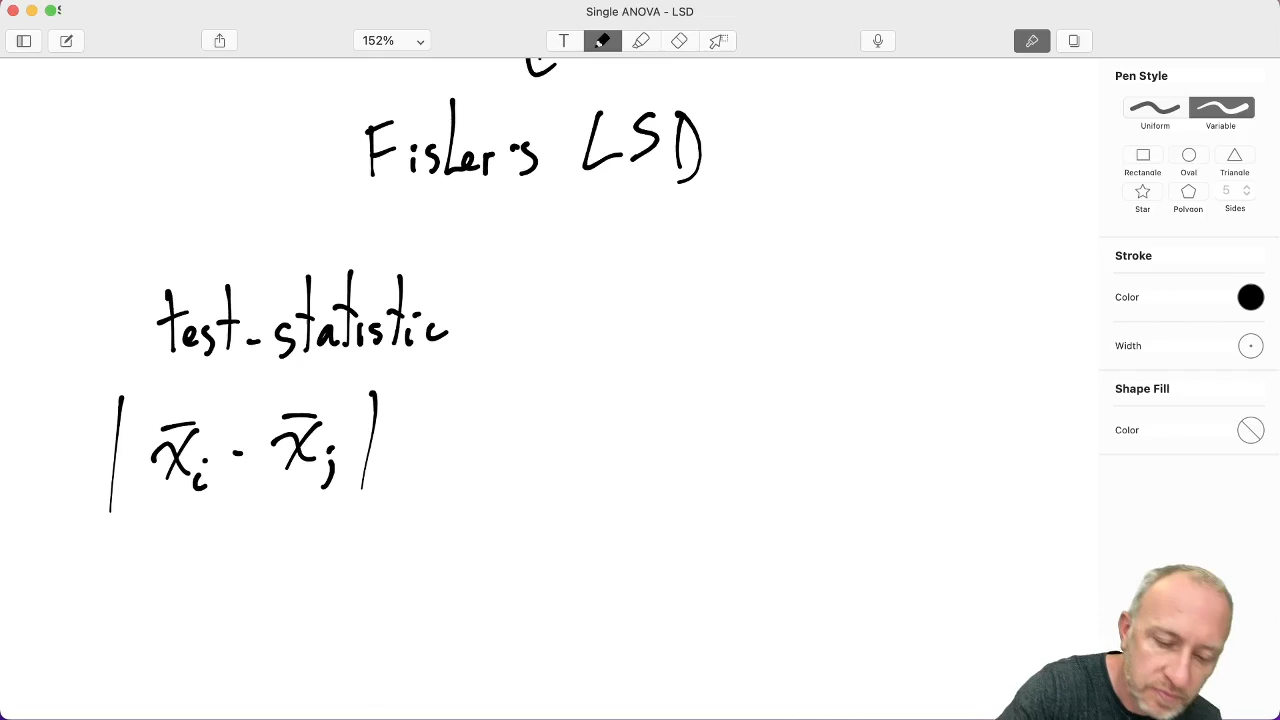 Single ANOVA - LSD
152%
T
Pen Style
Uniform Variable
Rectangle Oval Triangle
5
Star Polygon Sides
Stroke
Color
Width
Shape Fill
Color
Fisher's LSD
test-statistic
| x̄i - x̄j |